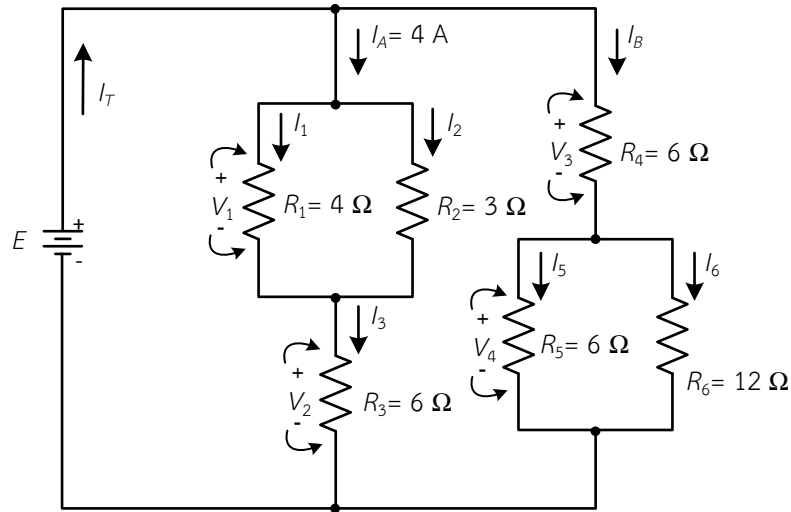 I_A= 4 A
I_B
I_T
I_1
I_2
+
V_3
-
R_4= 6 Ω
+
V_1
-
R_1= 4 Ω
R_2= 3 Ω
E
+
-
I_5
I_6
I_3
+
V_4
-
R_5= 6 Ω
R_6= 12 Ω
+
V_2
-
R_3= 6 Ω